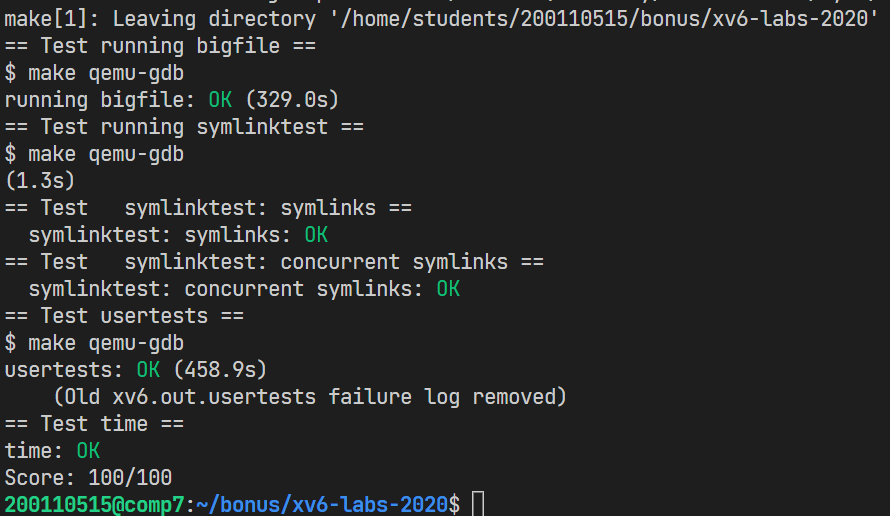 make[1]: Leaving directory '/home/students/200110515/bonus/xv6-labs-2020'
== Test running bigfile ==
$ make qemu-gdb
running bigfile: OK (329.0s)
== Test running symlinktest ==
$ make qemu-gdb
(1.3s)
== Test   symlinktest: symlinks ==
  symlinktest: symlinks: OK
== Test   symlinktest: concurrent symlinks ==
  symlinktest: concurrent symlinks: OK
== Test usertests ==
$ make qemu-gdb
usertests: OK (458.9s)
    (Old xv6.out.usertests failure log removed)
== Test time ==
time: OK
Score: 100/100
200110515@comp7:~/bonus/xv6-labs-2020$